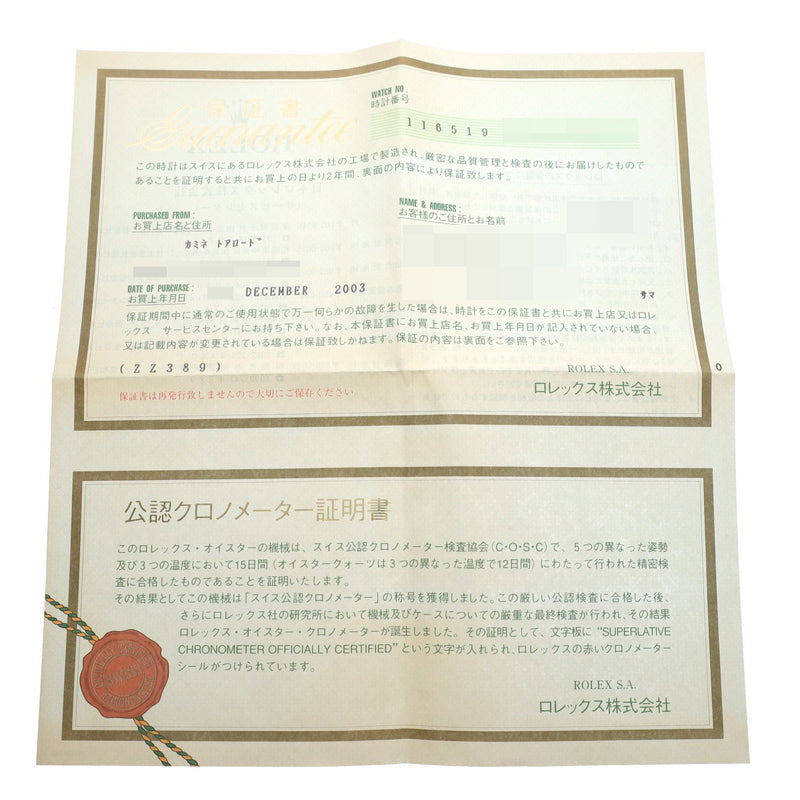 WATCH NO.
時計番号
保証書
Guarantee
116519
この時計はスイスにあるロレックス株式会社の工場で製造され、厳密な品質管理と検査の後にお届けしたもので
あることを証明すると共にお買上の日より2年間、裏面の内容により保証致します。
PURCHASED FROM:
お買上店名と住所
NAME & ADDRESS:
お客様のご住所とお名前
カミネ トアロード
DATE OF PURCHASE:
お買上年月日
DECEMBER 2003
サマ
保証期間中に通常のご使用状態で万一何らかの故障を生した場合は、時計をこの保証書と共にお買上店又はロレ
ックス サービスセンターにお持ち下さい。なお、本保証書にお買上店名、お買上年月日が記入されていない場合、
又は記載内容が変更されている場合は保証致しかねます。保証の内容は裏面をご参照下さい。
(ZZ389)
ROLEX S.A.
0
ロレックス株式会社
保証書は再発行致しませんので大切にご保存ください。
公認クロノメーター証明書
このロレックス・オイスターの機械は、スイス公認クロノメーター検査協会(C・O・S・C)で、5つの異なった姿勢
及び3つの温度において15日間(オイスタークォーツは3つの異なった温度で12日間)にわたって行われた精密検
査に合格したものであることを証明いたします。
その結果としてこの機械は「スイス公認クロノメーター」の称号を獲得しました。この厳しい公認検査に合格した後、
さらにロレックス社の研究所において機械及びケースについての厳重な最終検査が行われ、その結果
ロレックス・オイスター・クロノメーターが誕生しました。その証明として、文字板に "SUPERLATIVE
CHRONOMETER OFFICIALLY CERTIFIED" という文字が入れられ、ロレックスの赤いクロノメーター
シールがつけられています。
ROLEX S.A.
ロレックス株式会社